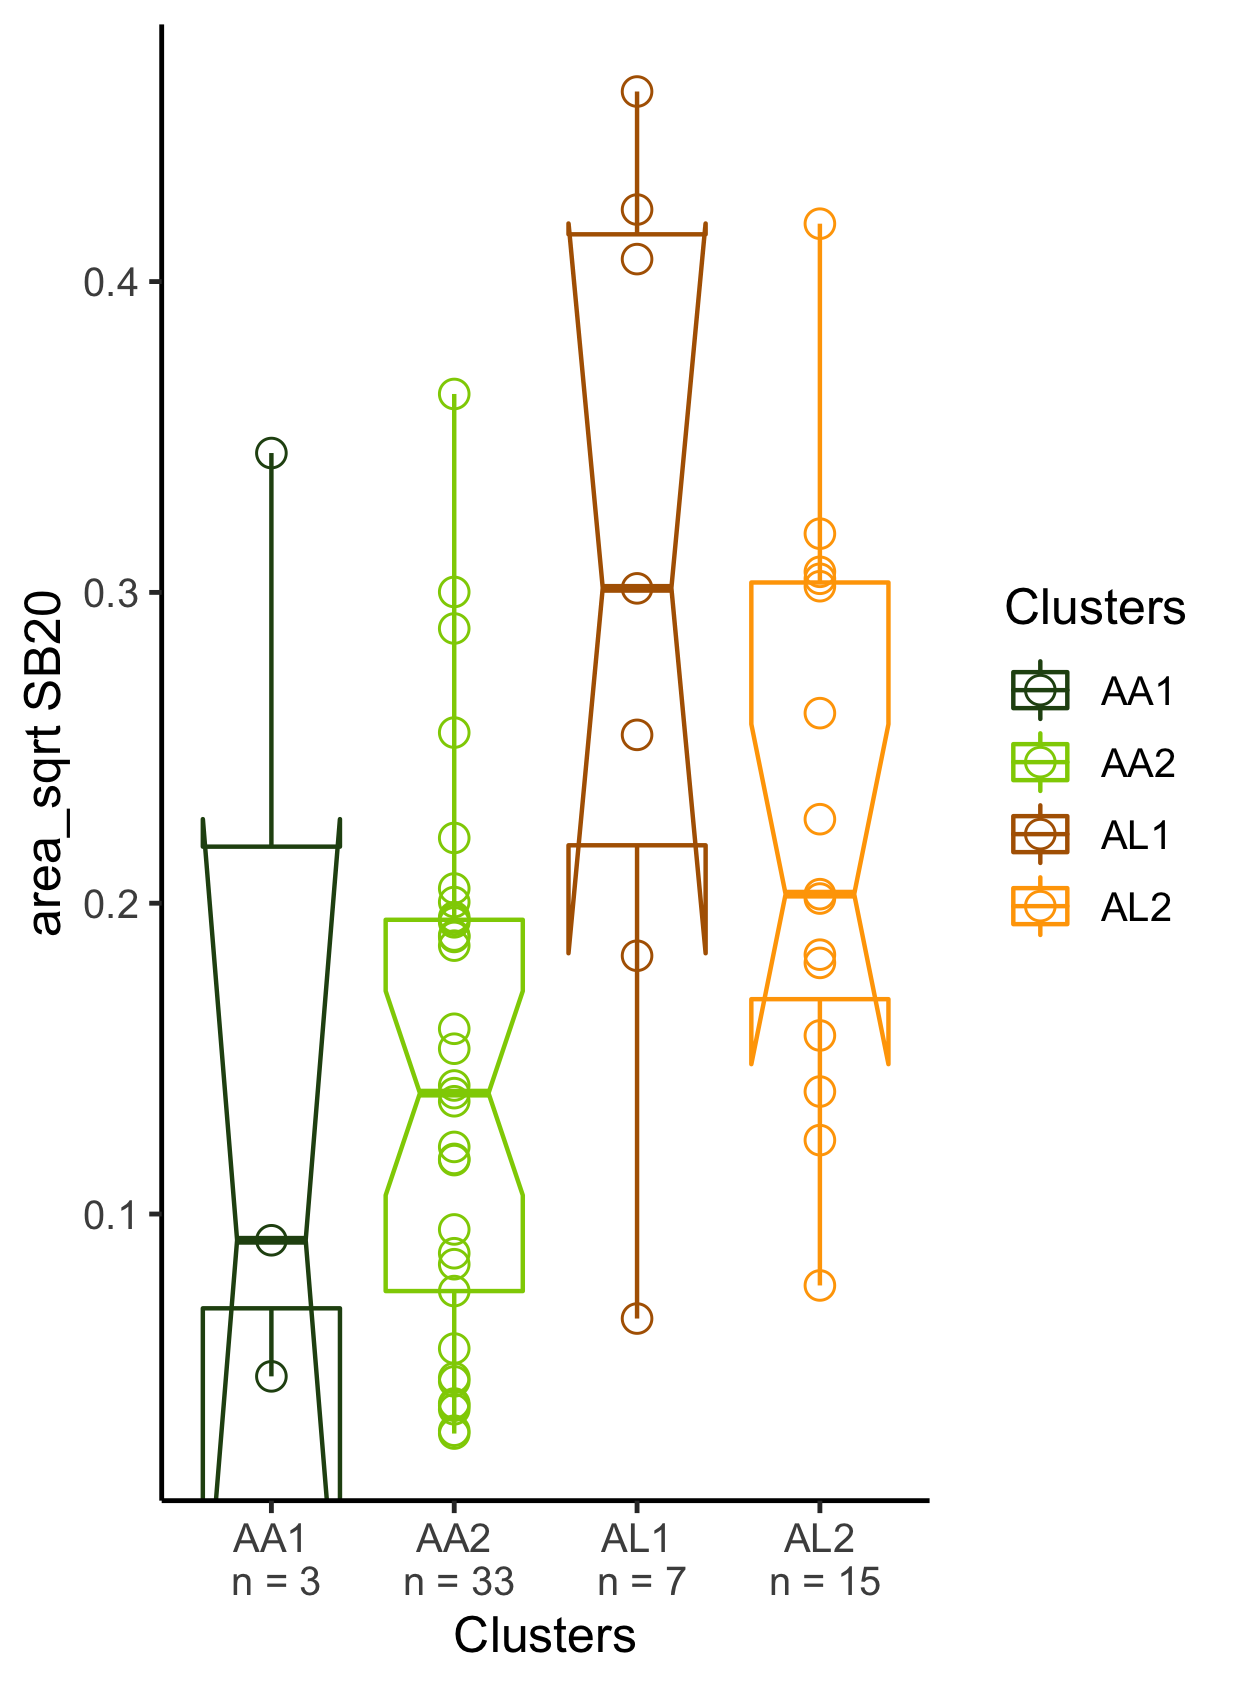 area_sqrt SB20
0.4
0.3
0.2
0.1
AA1 AA2 AL1 AL2
n = 3 n = 33 n = 7 n = 15
Clusters
Clusters
AA1
AA2
AL1
AL2